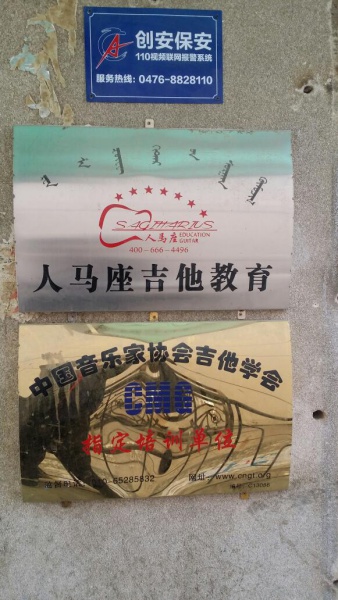 创安保安
110视频联网报警系统
服务热线: 0476-8828110
SAGITTARIUS
人马座 EDUCATION GUITAR
400-666-4496
人马座吉他教育
中国音乐家协会吉他学会
CMG
指定培训单位
网址: www.cngt.org